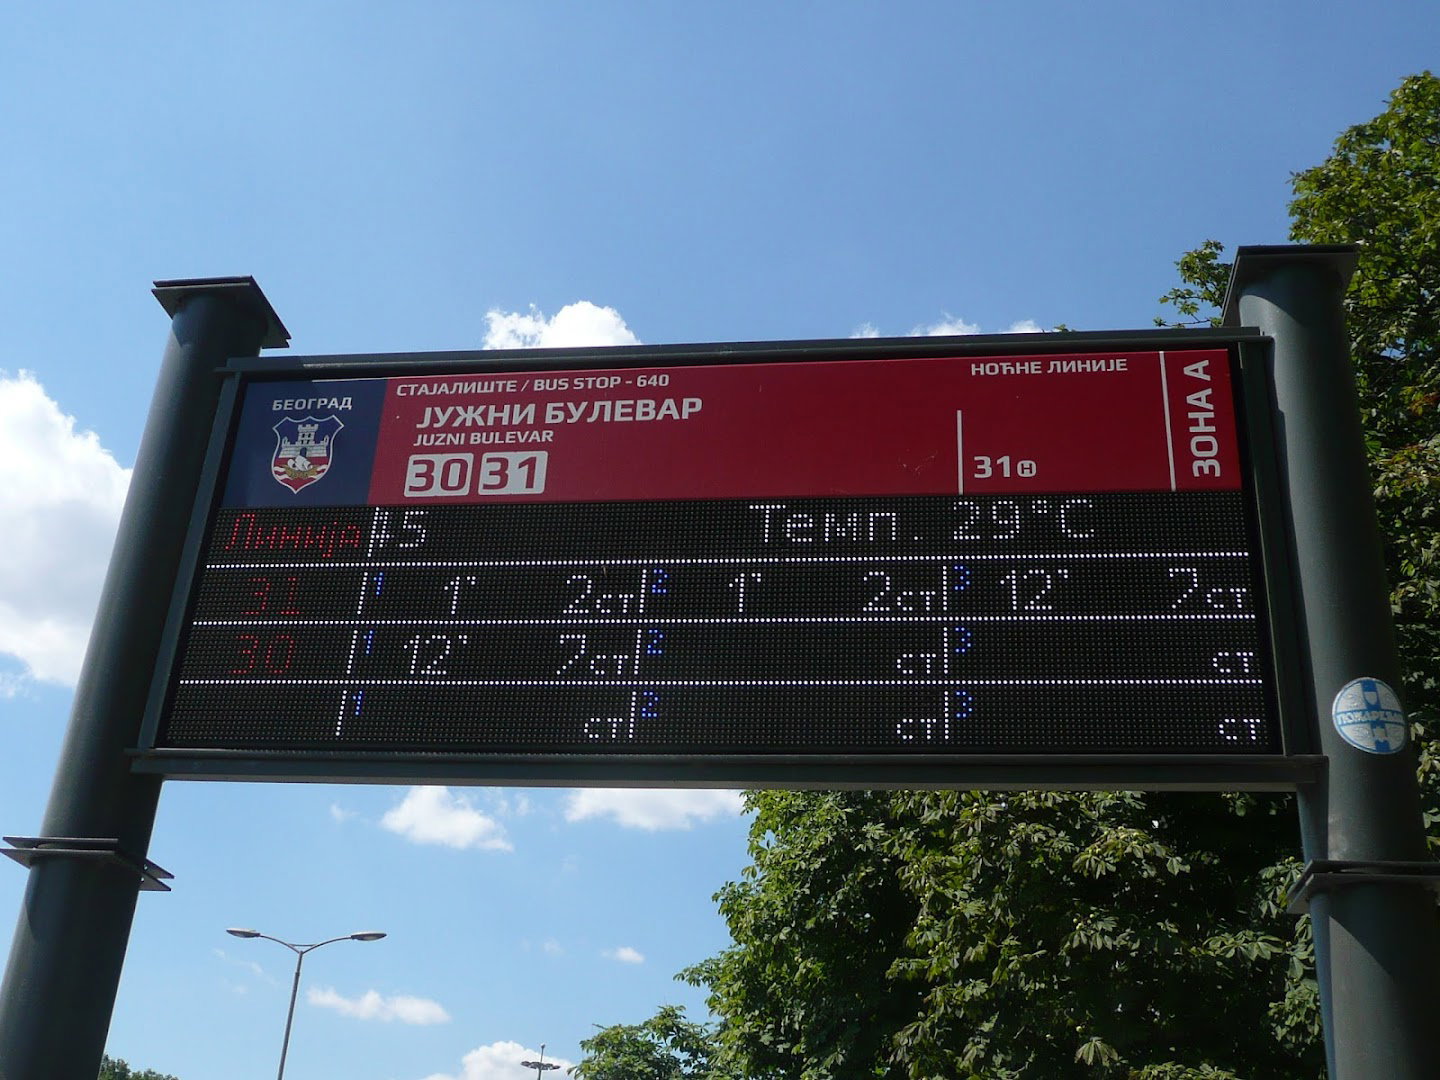 БЕОГРАД
СТАЈАЛИШТЕ / BUS STOP - 640
ЈУЖНИ БУЛЕВАР
JUZNI BULEVAR
30 31
НОЋНЕ ЛИНИЈЕ
31Н
ЗОНА А
Линија 5 Темп. 29°C
31 1 1' 2ст 2 1' 2ст 3 12' 7ст
30 1 12' 7ст 2 ст 3 ст
1 ст 2 ст 3 ст